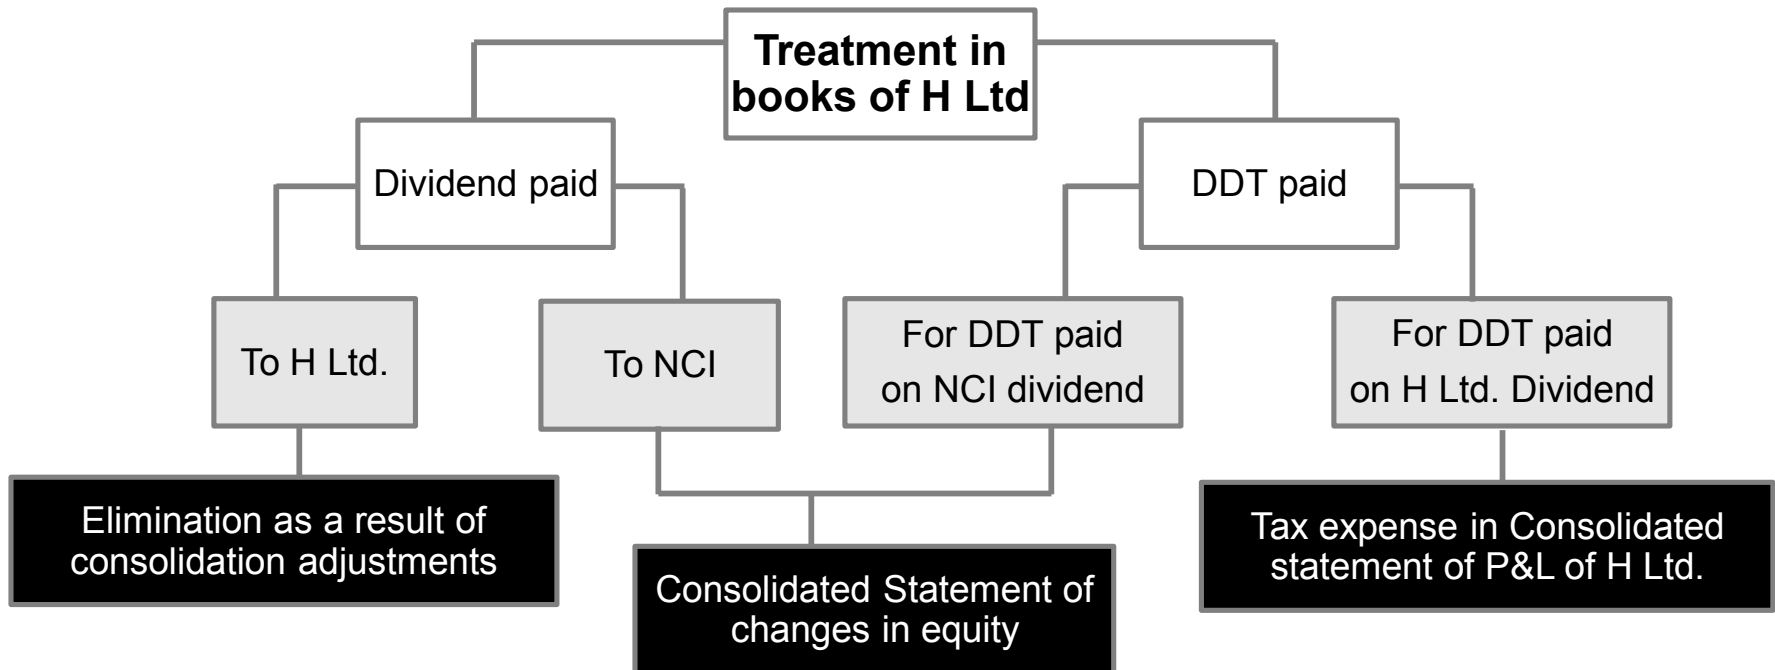 Treatment in
books of H Ltd
Dividend paid
DDT paid
To H Ltd.
To NCI
For DDT paid
on NCI dividend
For DDT paid
on H Ltd. Dividend
Elimination as a result of
consolidation adjustments
Consolidated Statement of
changes in equity
Tax expense in Consolidated
statement of P&L of H Ltd.